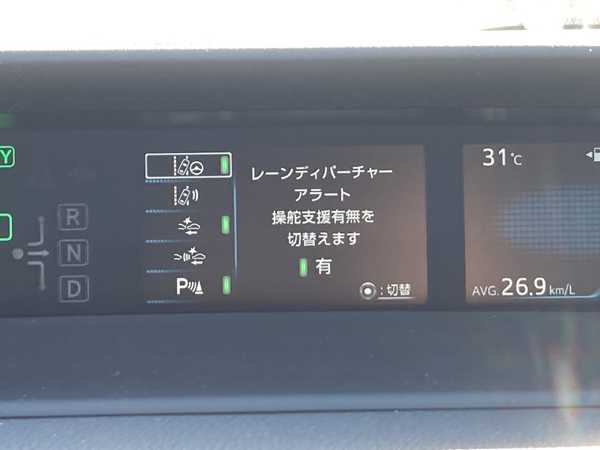 Y
R
N
D
P
レーンディパーチャー
アラート
操舵支援有無を
切替えます
有
:切替
31℃
AVG. 26.9 km/L